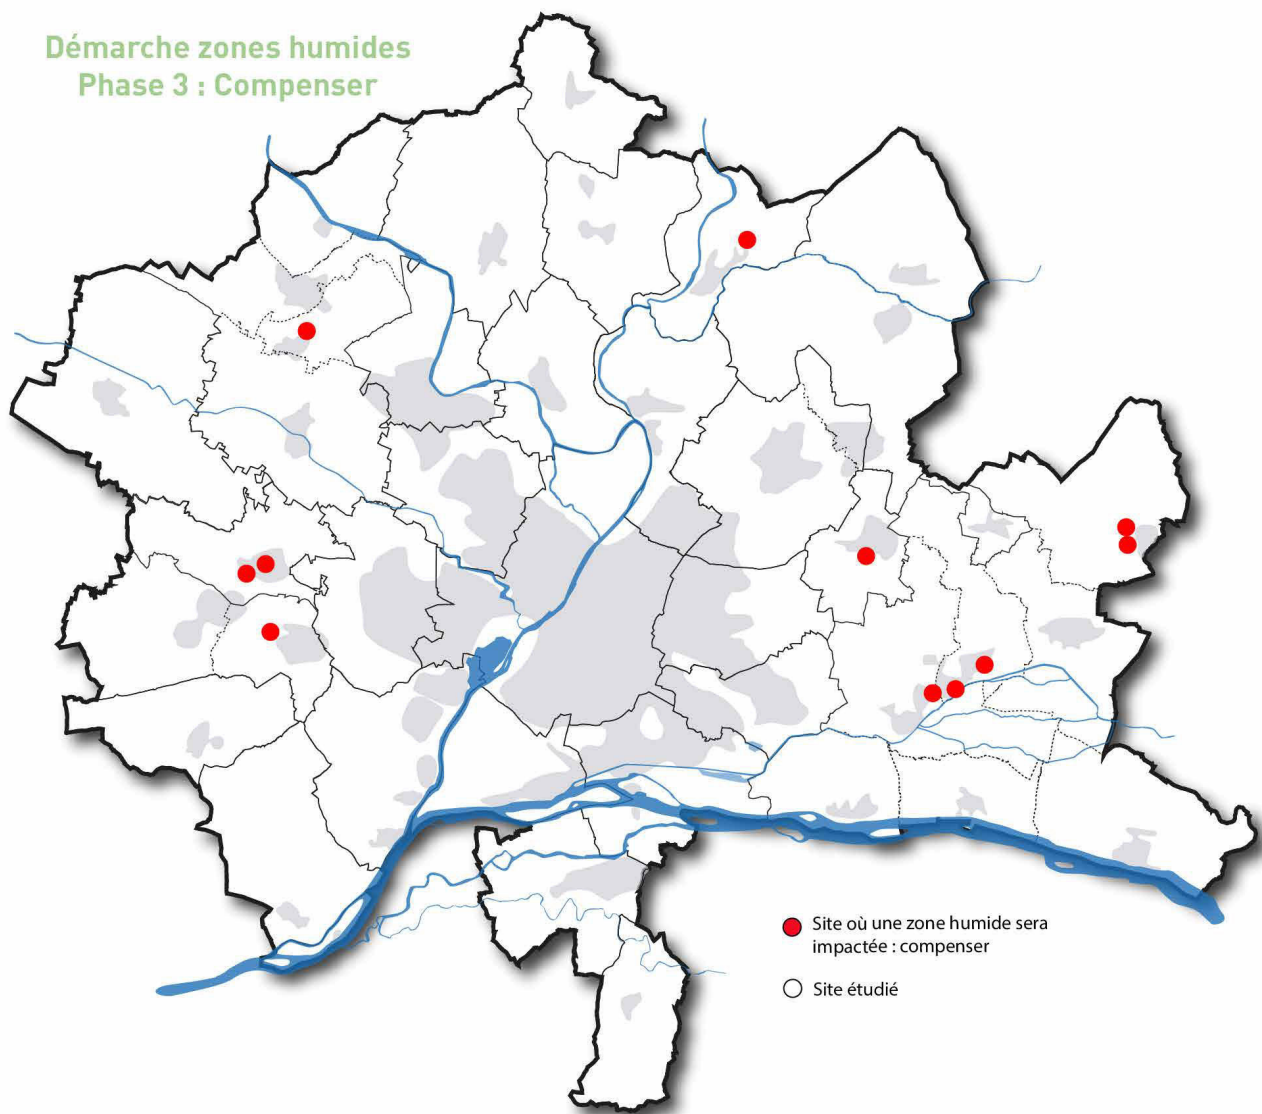 Démarche zones humides
Phase 3 : Compenser
Site où une zone humide sera
impactée : compenser
Site étudié